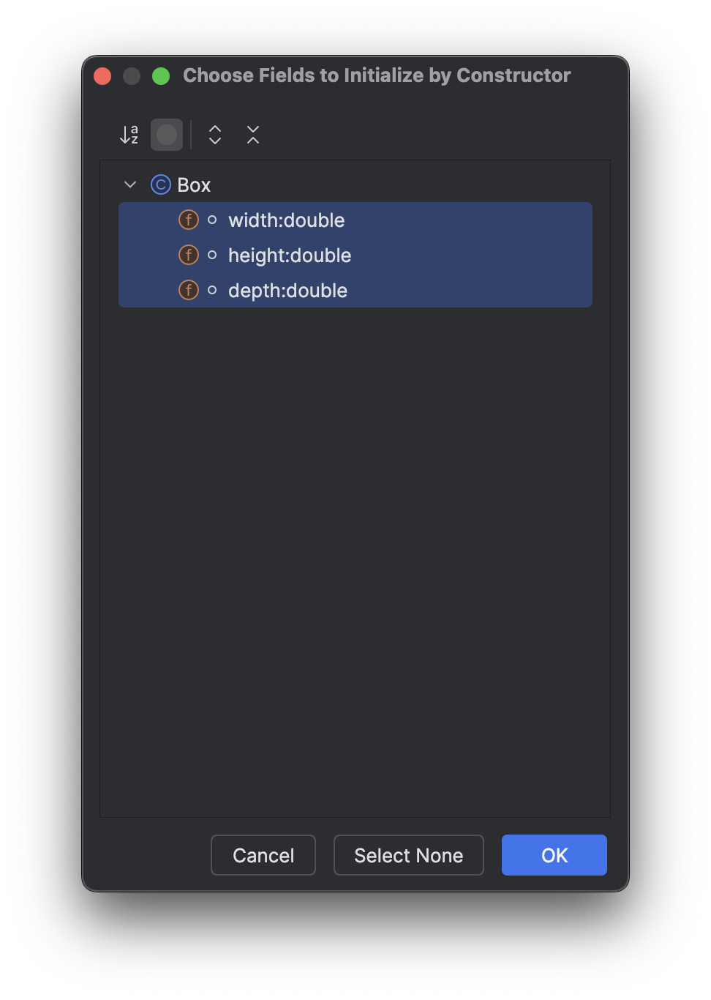 Choose Fields to Initialize by Constructor
Box
width:double
height:double
depth:double
Cancel
Select None
OK